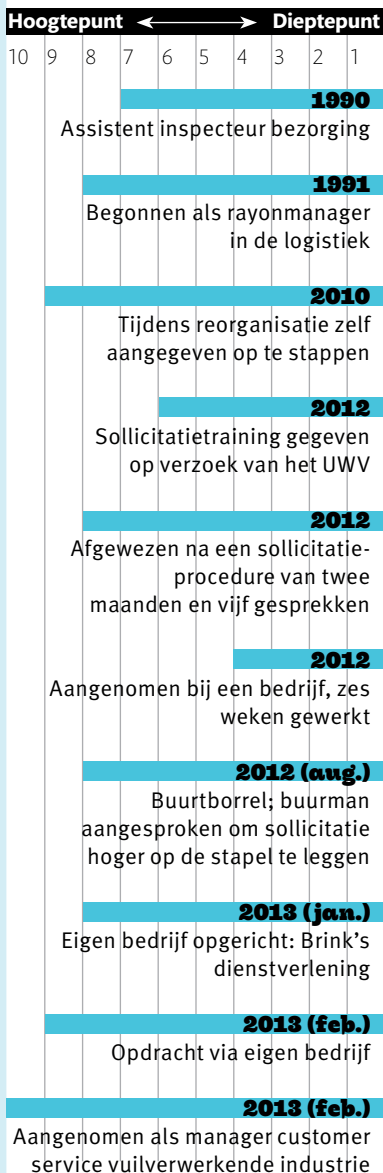 Hoogtepunt Dieptepunt
10 9 8 7 6 5 4 3 2 1
1990
Assistent inspecteur bezorging
1991
Begonnen als rayonmanager
in de logistiek
2010
Tijdens reorganisatie zelf
aangegeven op te stappen
2012
Sollicitatietraining gegeven
op verzoek van het UWV
2012
Afgewezen na een sollicitatie-
procedure van twee
maanden en vijf gesprekken
2012
Aangenomen bij een bedrijf, zes
weken gewerkt
2012 (aug.)
Buurtborrel; buurman
aangesproken om sollicitatie
hoger op de stapel te leggen
2013 (jan.)
Eigen bedrijf opgericht: Brink's
dienstverlening
2013 (feb.)
Opdracht via eigen bedrijf
2013 (feb.)
Aangenomen als manager customer
service vuilverwerkende industrie